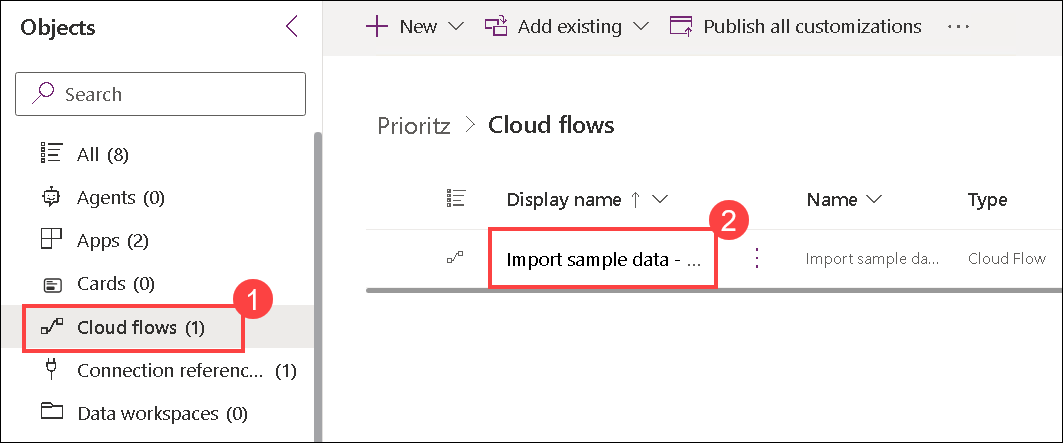 Objects
New
Add existing
Publish all customizations
...
Search
All (8)
Agents (0)
Apps (2)
Cards (0)
1
Cloud flows (1)
Connection referenc... (1)
Data workspaces (0)
Prioritz > Cloud flows
Display name ↑
Name
Type
2
Import sample data - ...
Import sample da...
Cloud Flow